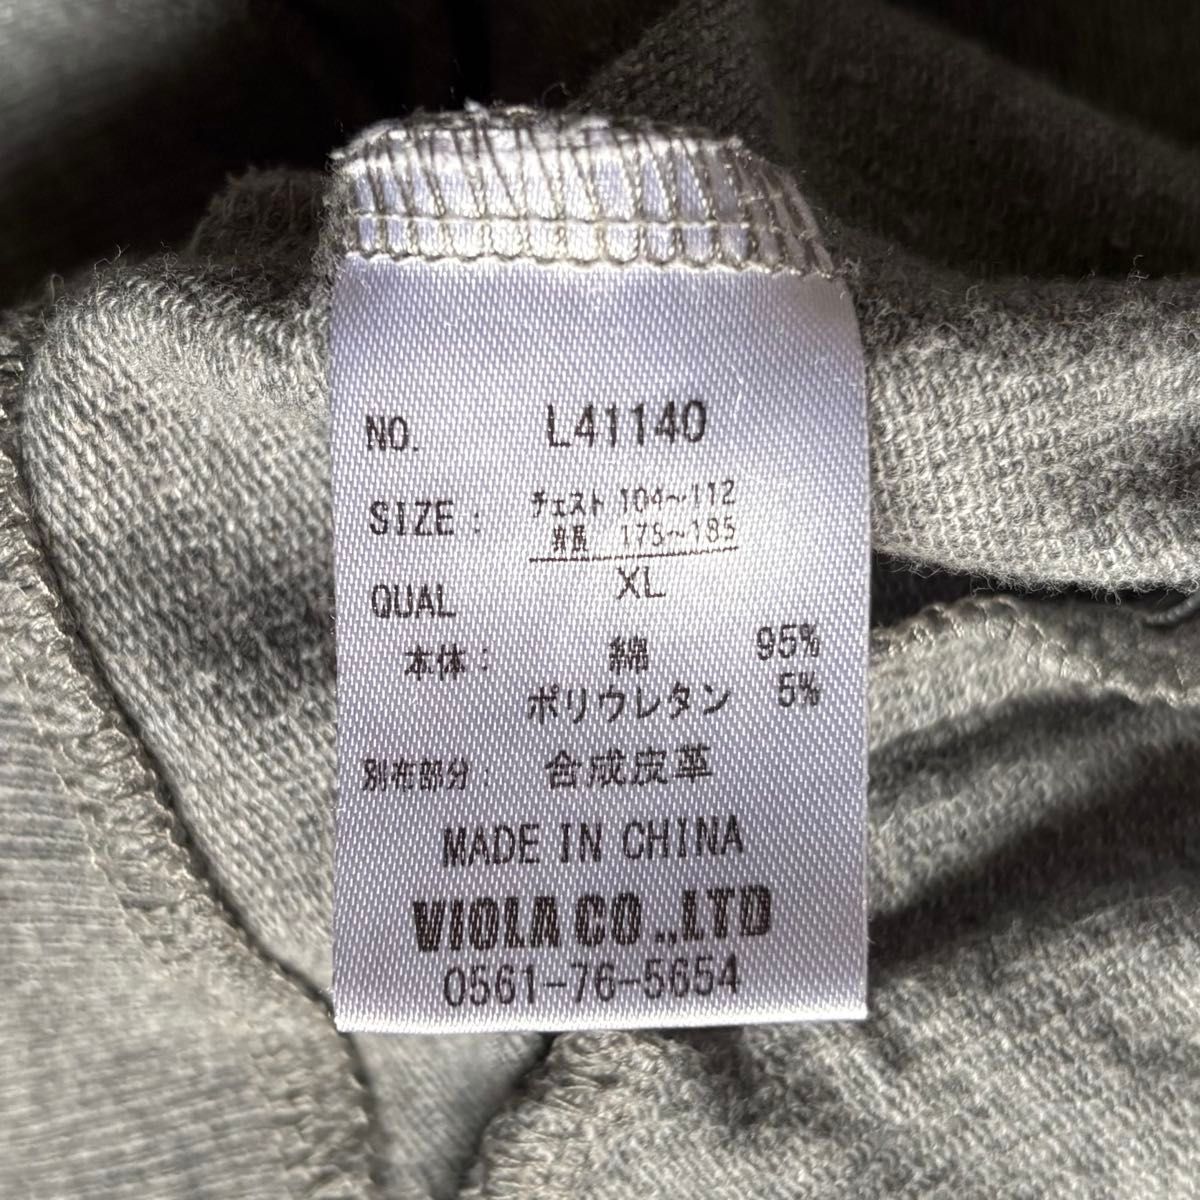 NO. L41140
SIZE : チェスト 104~112
身長 175~185
XL
QUAL
本体 : 綿 95%
ポリウレタン 5%
別布部分 : 合成皮革
MADE IN CHINA
VIOLA CO.,LTD
0561-76-5654